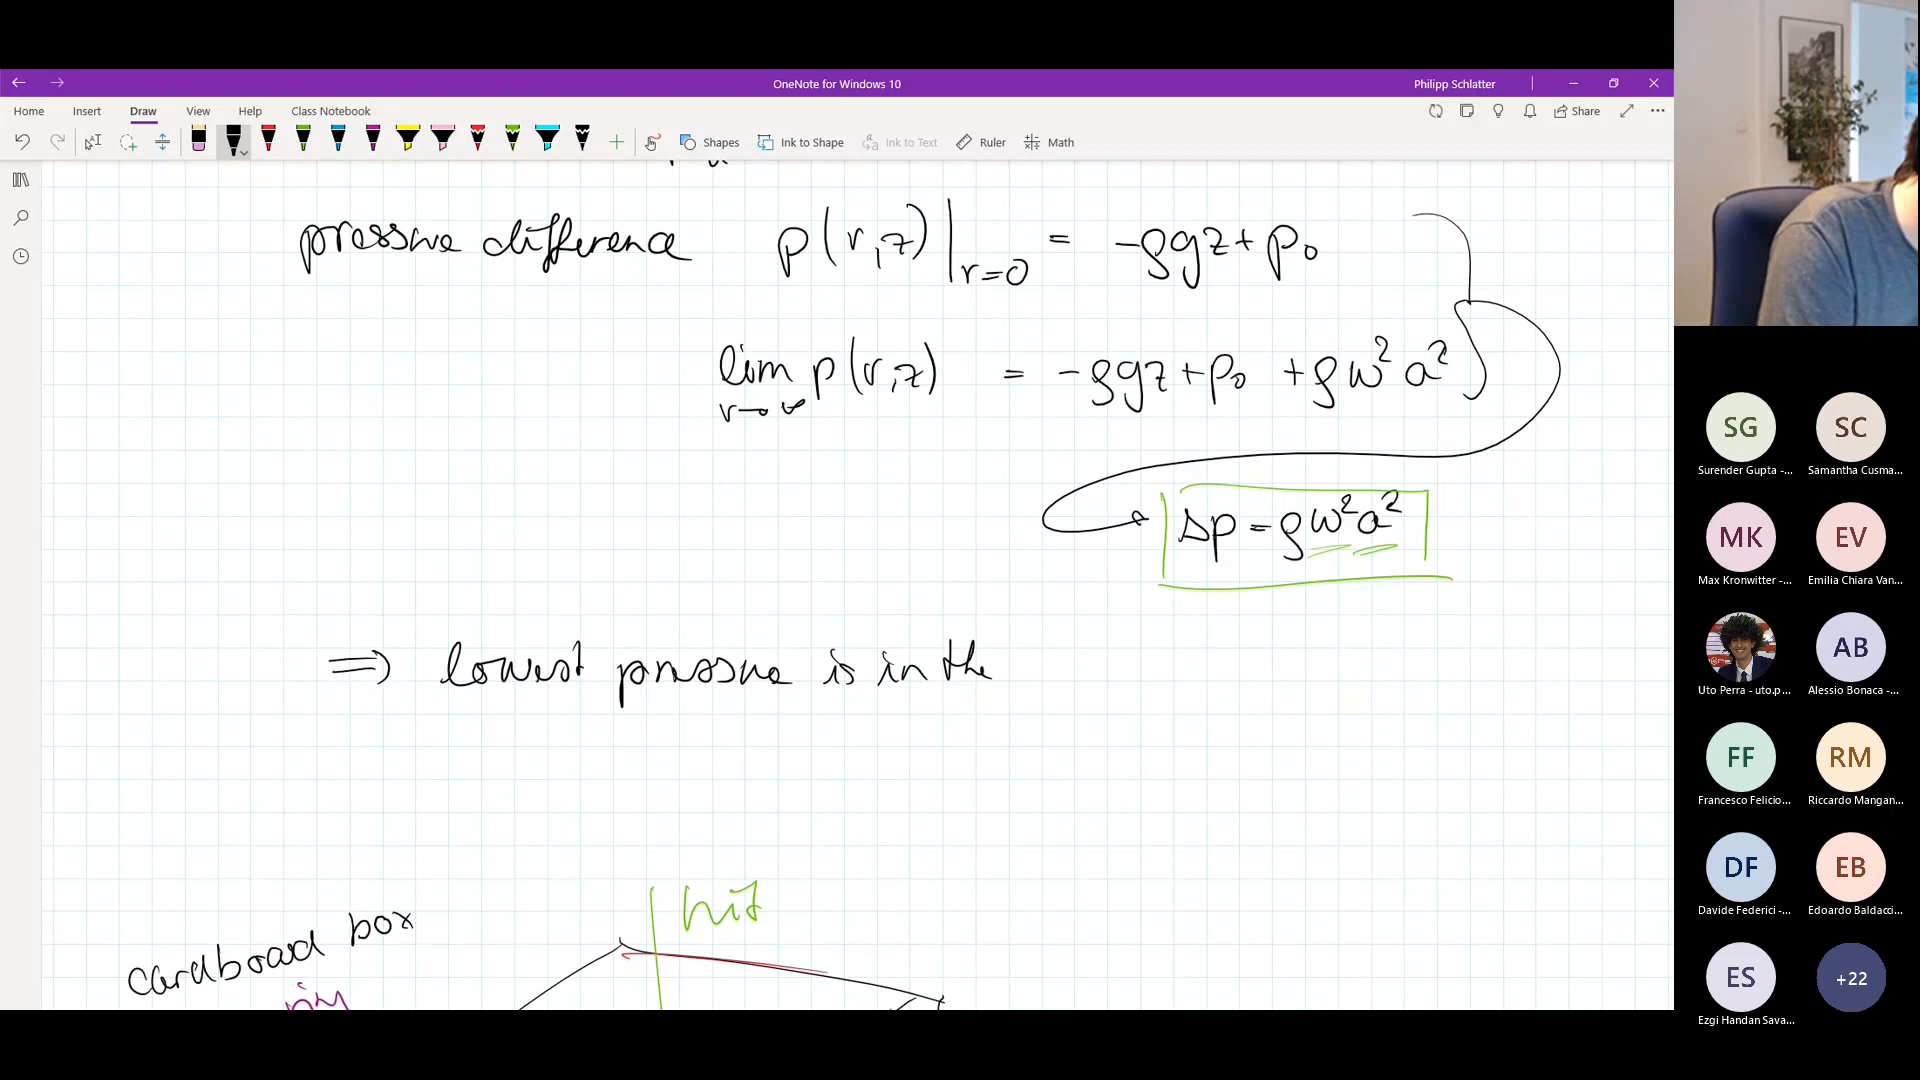 OneNote for Windows 10
Philipp Schlatter
Home Insert Draw View Help Class Notebook
Share
Shapes Ink to Shape Ink to Text Ruler Math
pressure difference p(r,z)|r=0 = -ρgz+p₀
lim r→∞ p(r,z) = -ρgz+p₀ +ρω²a²
Δp=ρω²a²
⇒ lowest pressure is in the
hit
cardboard box
SG SC
Surender Gupta -... Samantha Cusma...
MK EV
Max Kronwitter -... Emilia Chiara Van...
AB
Uto Perra - uto.p... Alessio Bonaca -...
FF RM
Francesco Felicio... Riccardo Mangan...
DF EB
Davide Federici -... Edoardo Baldacci...
ES +22
Ezgi Handan Sava...